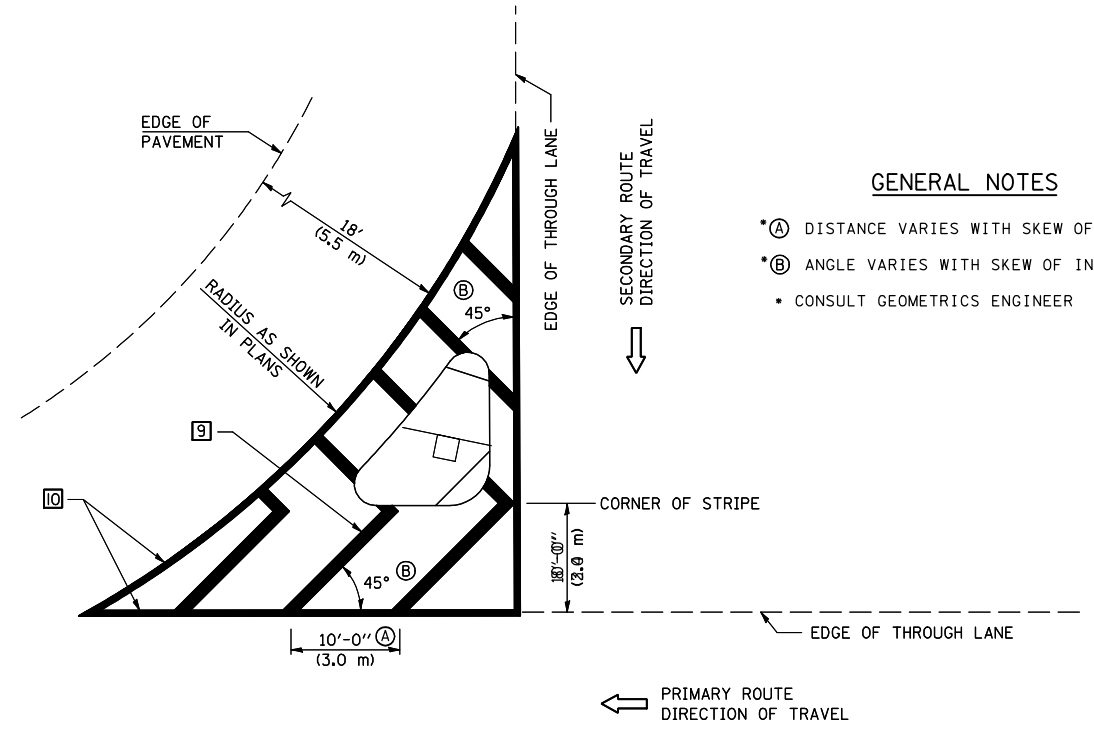 EDGE OF
PAVEMENT
18'
(5.5 m)
RADIUS AS SHOWN
IN PLANS
EDGE OF THROUGH LANE
SECONDARY ROUTE
DIRECTION OF TRAVEL
GENERAL NOTES
*Ⓐ DISTANCE VARIES WITH SKEW OF
*Ⓑ ANGLE VARIES WITH SKEW OF IN
* CONSULT GEOMETRICS ENGINEER
Ⓑ
45°
9
10
CORNER OF STRIPE
45° Ⓑ
10'-0" Ⓐ
(3.0 m)
EDGE OF THROUGH LANE
PRIMARY ROUTE
DIRECTION OF TRAVEL